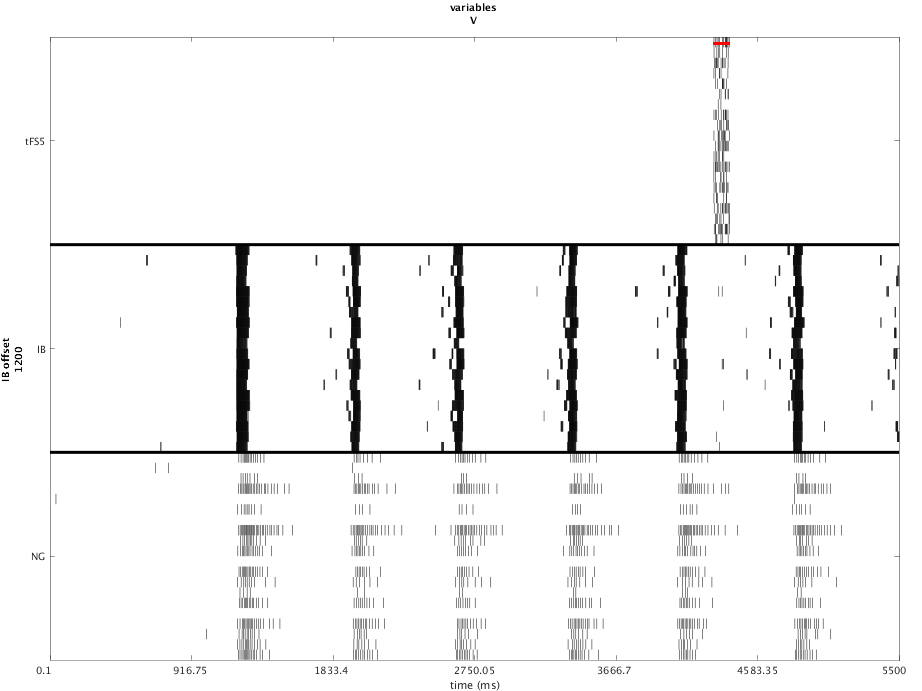 variables
V
tFS5
IB
NG
IB offset
1200
0.1 916.75 1833.4 2750.05 3666.7 4583.35 5500
time (ms)